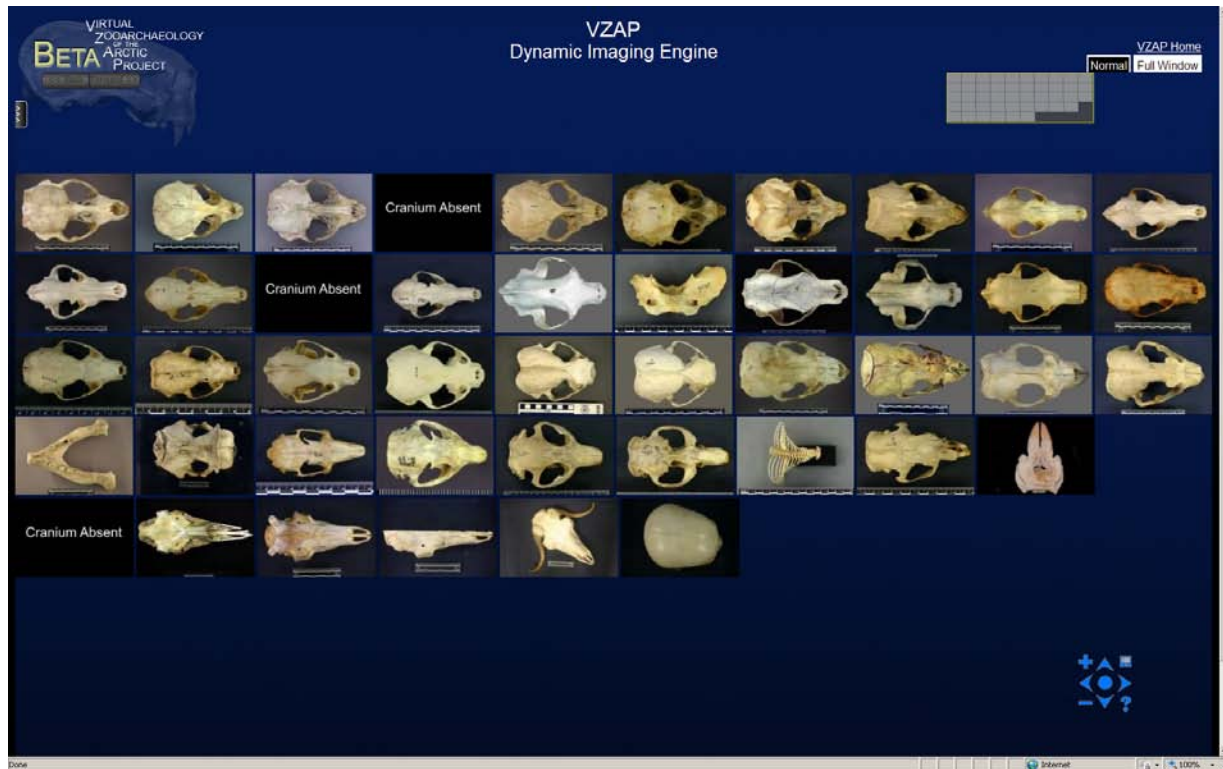 VIRTUAL
ZOOARCHAEOLOGY
OF THE
ARCTIC
PROJECT
BETA
VZAP
Dynamic Imaging Engine
VZAP Home
Normal
Full Window
Cranium Absent
Cranium Absent
Cranium Absent
Done
Internet
100%